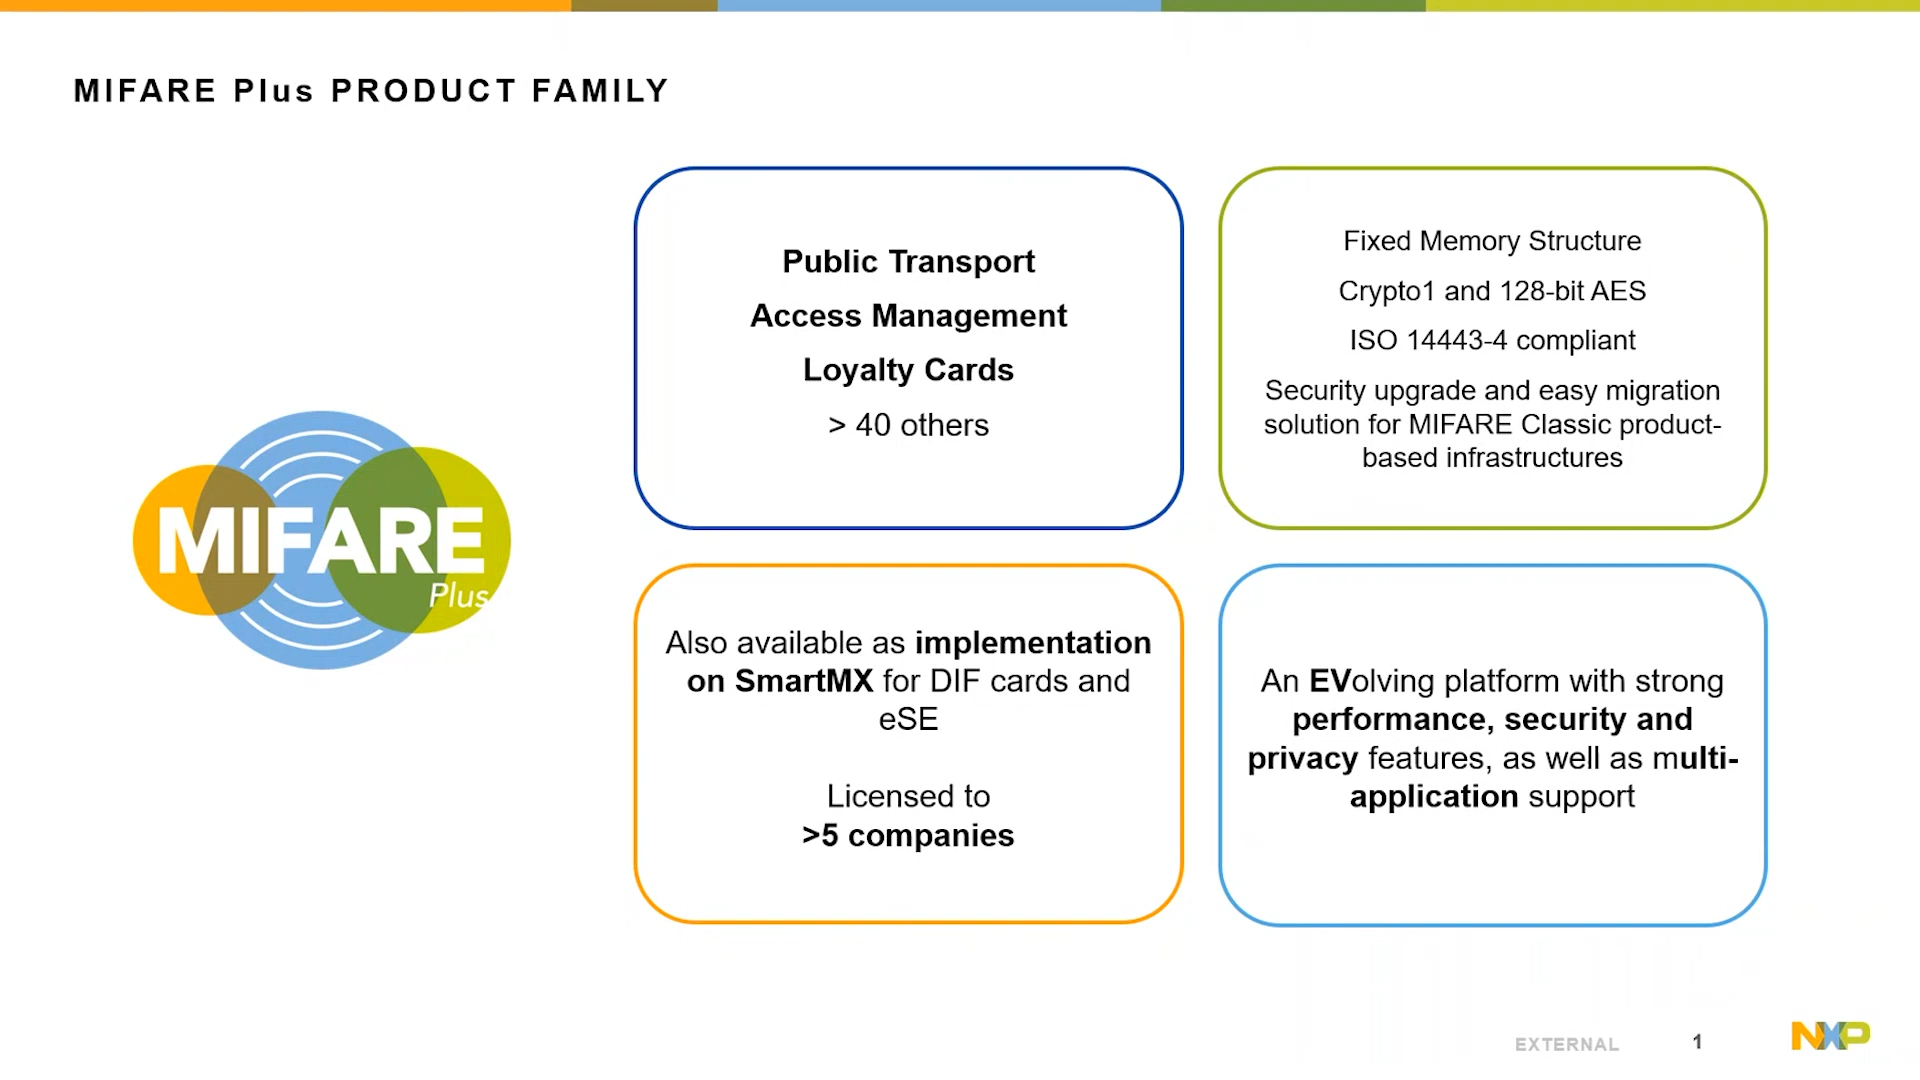 MIFARE Plus PRODUCT FAMILY
MIFARE
Plus
Public Transport
Access Management
Loyalty Cards
> 40 others
Fixed Memory Structure
Crypto1 and 128-bit AES
ISO 14443-4 compliant
Security upgrade and easy migration
solution for MIFARE Classic product-
based infrastructures
Also available as implementation
on SmartMX for DIF cards and
eSE
Licensed to
>5 companies
An EVolving platform with strong
performance, security and
privacy features, as well as multi-
application support
EXTERNAL
1
NXP